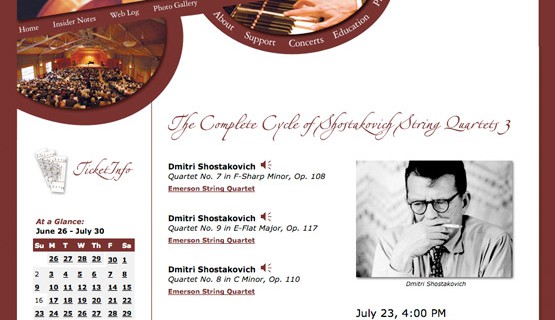 Home Insider Notes Web Log Photo Gallery
About Support Concerts Education
The Complete Cycle of Shostakovich String Quartets 3
TicketInfo
At a Glance:
June 26 - July 30
Su M T W Th F Sa
26 27 28 29 30 1
2 3 4 5 6 7 8
9 10 11 12 13 14 15
16 17 18 19 20 21 22
23 24 25 26 27 28 29
Dmitri Shostakovich
Quartet No. 7 in F-Sharp Minor, Op. 108
Emerson String Quartet
Dmitri Shostakovich
Quartet No. 9 in E-Flat Major, Op. 117
Emerson String Quartet
Dmitri Shostakovich
Quartet No. 8 in C Minor, Op. 110
Emerson String Quartet
Dmitri Shostakovich
July 23, 4:00 PM